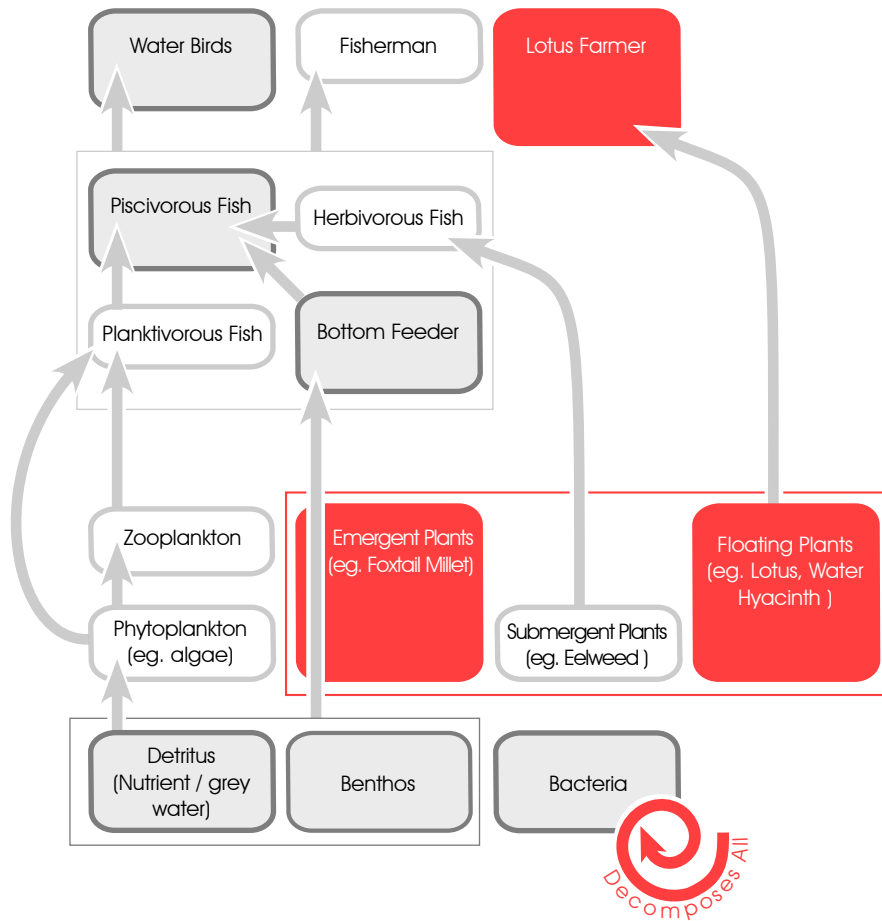 Water Birds
Fisherman
Lotus Farmer
Piscivorous Fish
Herbivorous Fish
Planktivorous Fish
Bottom Feeder
Zooplankton
Emergent Plants
(eg. Foxtail Millet)
Floating Plants
(eg. Lotus, Water
Hyacinth )
Phytoplankton
(eg. algae)
Submergent Plants
(eg. Eelweed )
Detritus
(Nutrient / grey
water)
Benthos
Bacteria
Decomposes All